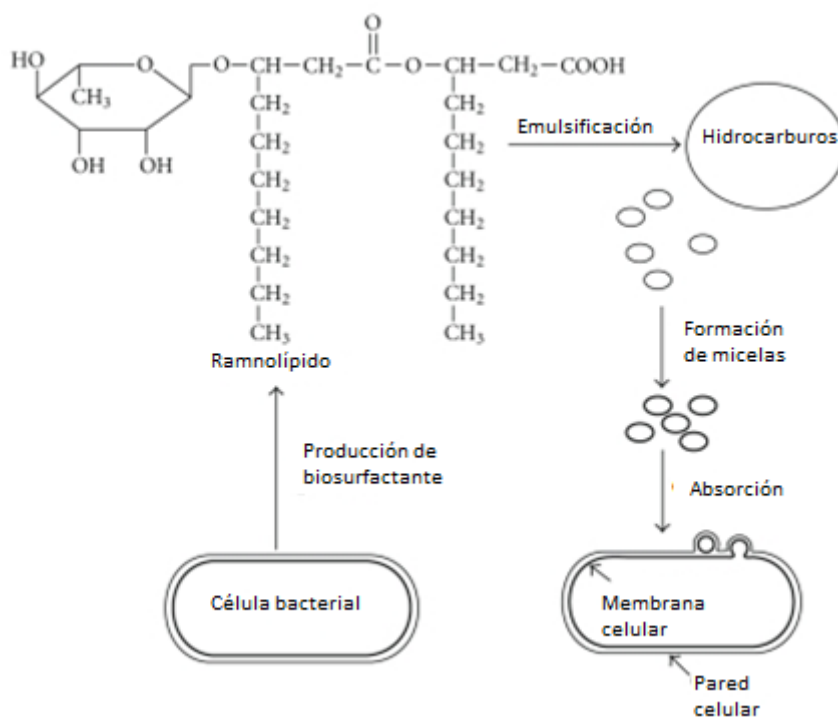 O
||
HO O O—CH—CH₂—C—O—CH—CH₂—COOH
CH₃
OH OH
CH₂ CH₂
CH₂ CH₂
CH₂ CH₂
CH₂ CH₂
CH₂ CH₂
CH₂ CH₂
CH₃ CH₃
Ramnolípido
Emulsificación
Hidrocarburos
Formación
de micelas
Producción de
biosurfactante
Absorción
Célula bacterial
Membrana
celular
Pared
celular